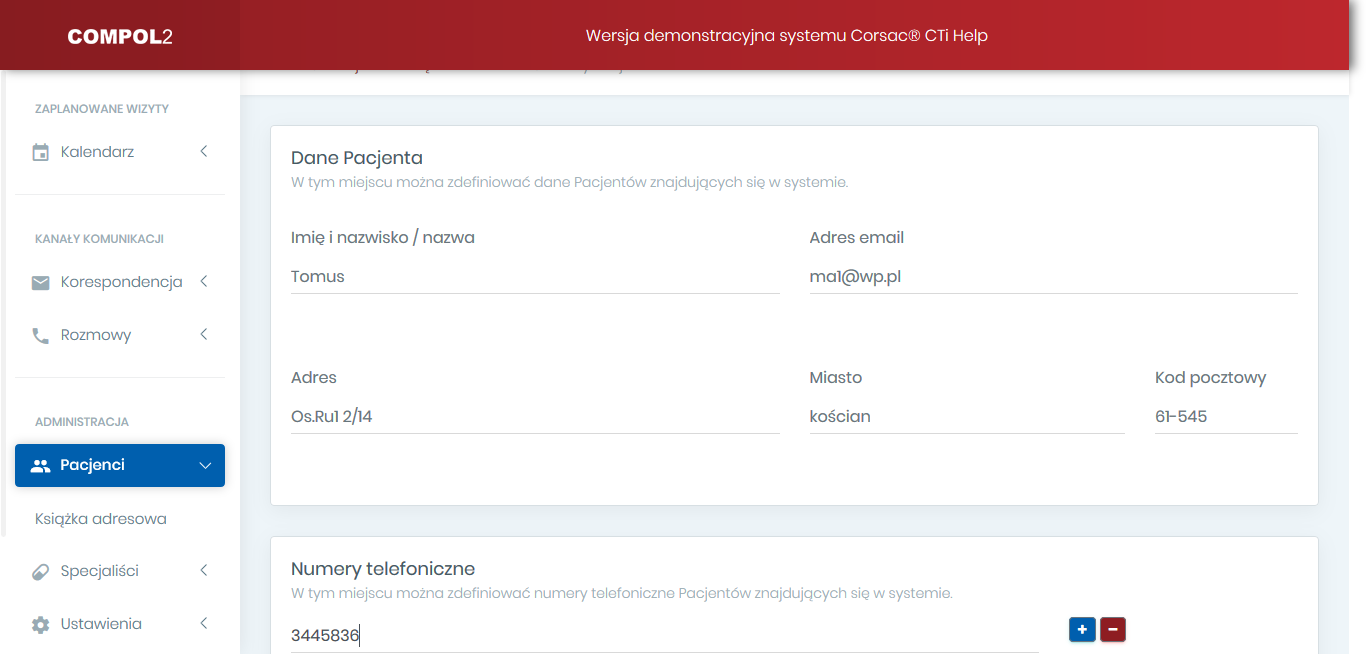 COMPOL2
Wersja demonstracyjna systemu Corsac® CTi Help
ZAPLANOWANE WIZYTY
Kalendarz
KANAŁY KOMUNIKACJI
Korespondencja
Rozmowy
ADMINISTRACJA
Pacjenci
Książka adresowa
Specjaliści
Ustawienia
Dane Pacjenta
W tym miejscu można zdefiniować dane Pacjentów znajdujących się w systemie.
Imię i nazwisko / nazwa
Adres email
Tomus
ma1@wp.pl
Adres
Miasto
Kod pocztowy
Os.Ru1 2/14
kościan
61-545
Numery telefoniczne
W tym miejscu można zdefiniować numery telefoniczne Pacjentów znajdujących się w systemie.
3445836